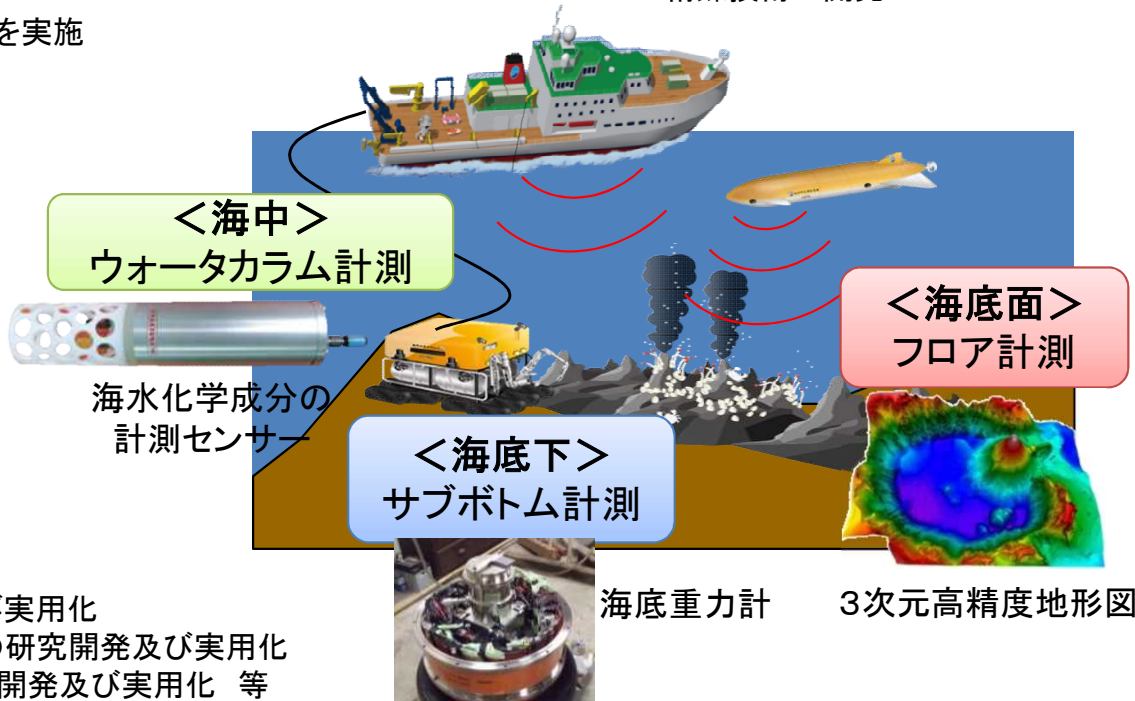 を実施
＜海中＞
ウォータカラム計測
＜海底面＞
フロア計測
海水化学成分の
計測センサー
＜海底下＞
サブボトム計測
海底重力計
３次元高精度地形図
実用化
研究開発及び実用化
開発及び実用化　等